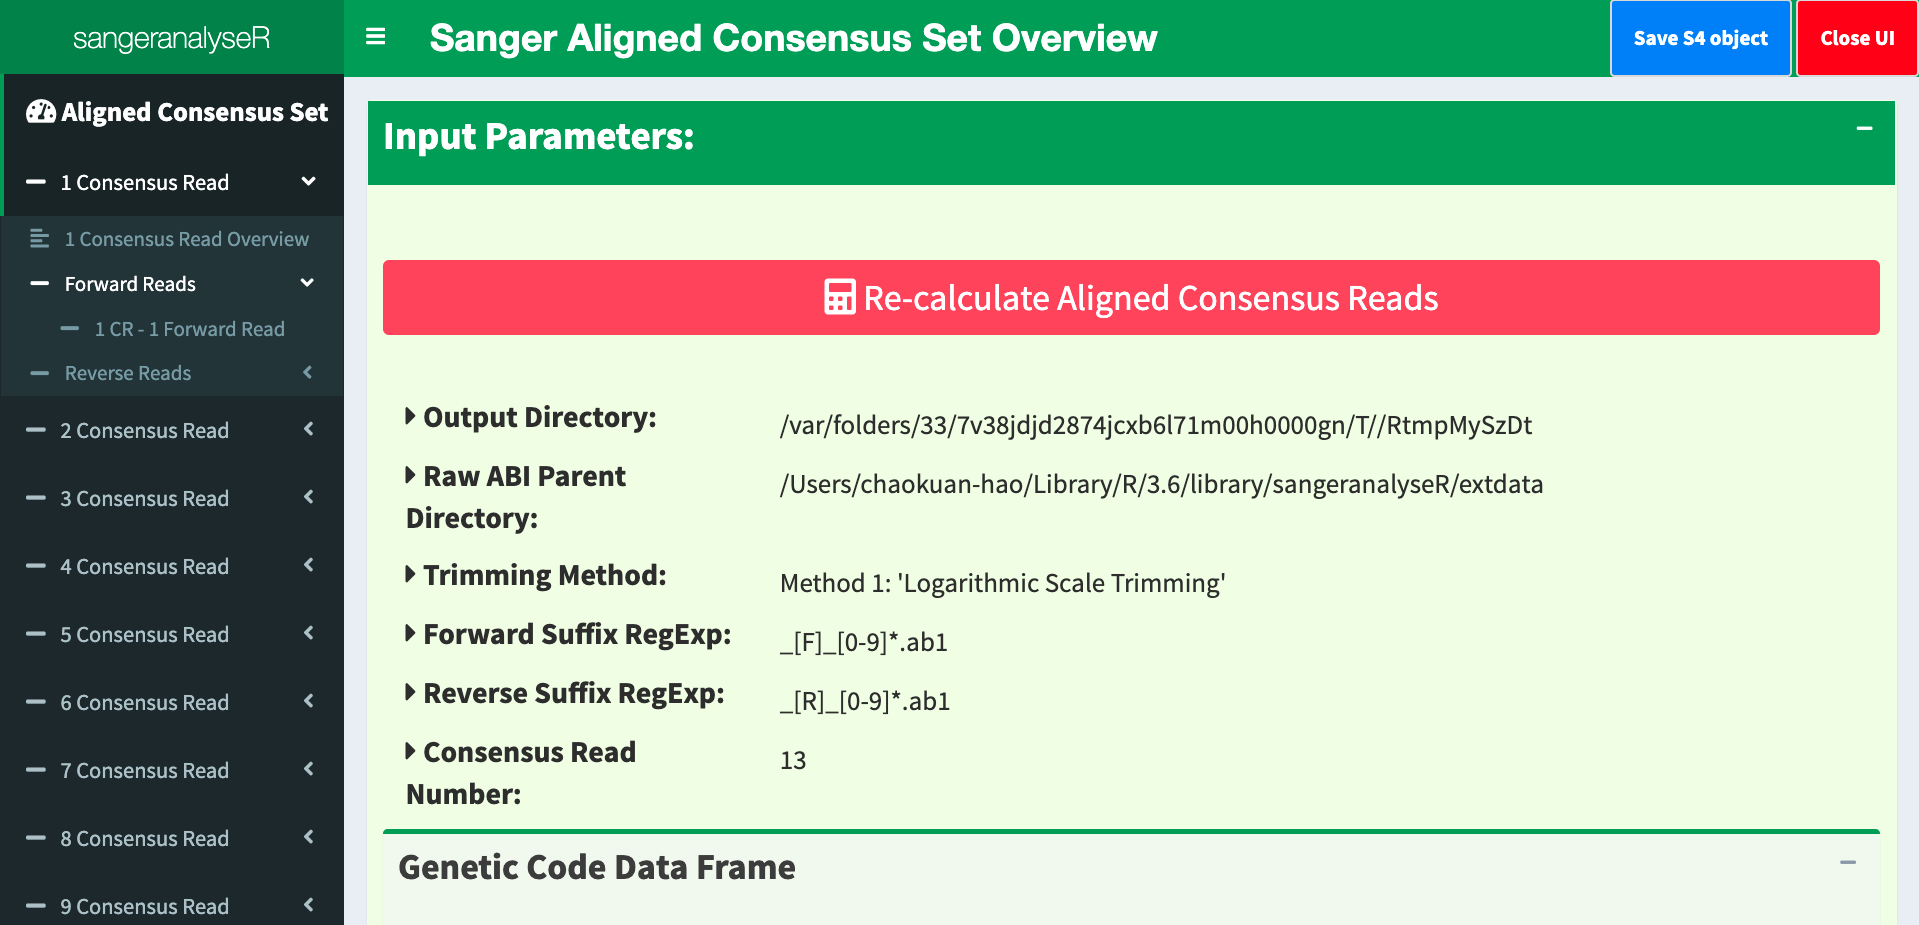 sangeranalyseR
Sanger Aligned Consensus Set Overview
Save S4 object
Close UI
Aligned Consensus Set
1 Consensus Read
1 Consensus Read Overview
Forward Reads
1 CR - 1 Forward Read
Reverse Reads
2 Consensus Read
3 Consensus Read
4 Consensus Read
5 Consensus Read
6 Consensus Read
7 Consensus Read
8 Consensus Read
9 Consensus Read
Input Parameters:
Re-calculate Aligned Consensus Reads
Output Directory:
/var/folders/33/7v38jdjd2874jcxb6l71m00h0000gn/T//RtmpMySzDt
Raw ABI Parent
Directory:
/Users/chaokuan-hao/Library/R/3.6/library/sangeranalyseR/extdata
Trimming Method:
Method 1: 'Logarithmic Scale Trimming'
Forward Suffix RegExp:
_[F]_[0-9]*.ab1
Reverse Suffix RegExp:
_[R]_[0-9]*.ab1
Consensus Read
Number:
13
Genetic Code Data Frame